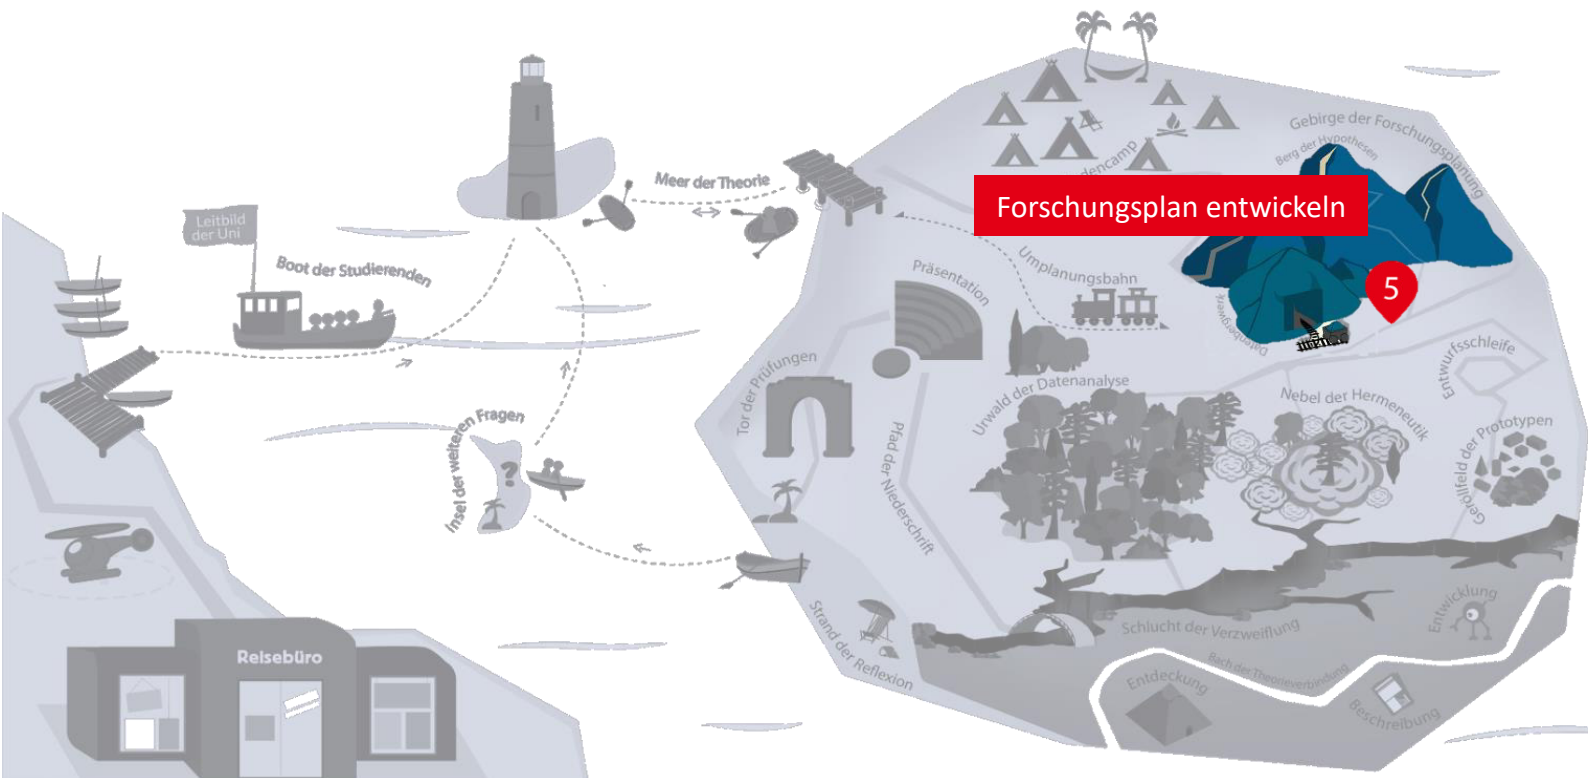 Gebirge der Forschungsplanung
Berg der Hypothesen
dencamp
Meer der Theorie
Forschungsplan entwickeln
Leitbild
der Uni
Boot der Studierenden
Präsentation
Umplanungsbahn
5
Datenbergwerk
Entwurfsschleife
Tor der Prüfungen
Urwald der Datenanalyse
Nebel der Hermeneutik
Insel der weiteren Fragen
?
Pfad der Niederschrift
Geröllfeld der Prototypen
Strand der Reflexion
Schlucht der Verzweiflung
Entwicklung
Reisebüro
Bach der Theorieverbindung
Entdeckung
Beschreibung